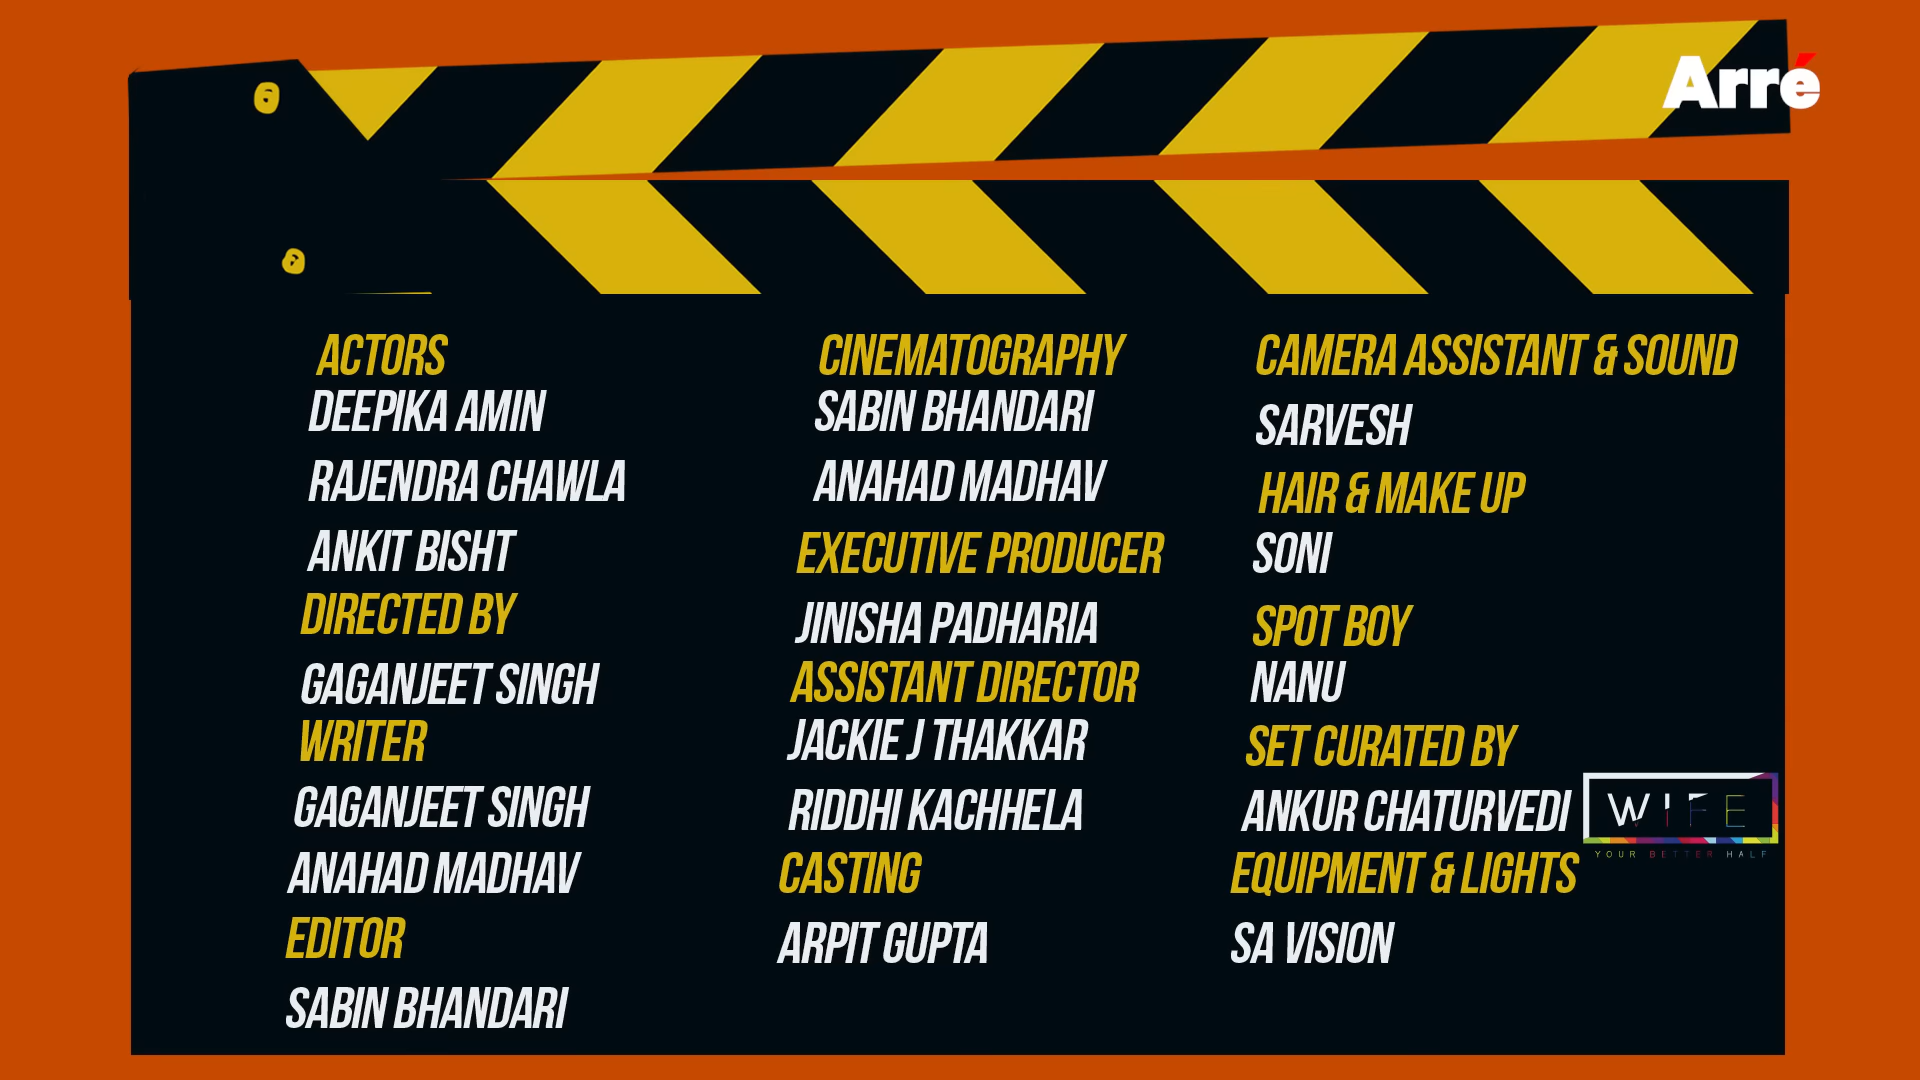 Arré
ACTORS
DEEPIKA AMIN
RAJENDRA CHAWLA
ANKIT BISHT
DIRECTED BY
GAGANJEET SINGH
WRITER
GAGANJEET SINGH
ANAHAD MADHAV
EDITOR
SABIN BHANDARI
CINEMATOGRAPHY
SABIN BHANDARI
ANAHAD MADHAV
EXECUTIVE PRODUCER
JINISHA PADHARIA
ASSISTANT DIRECTOR
JACKIE J THAKKAR
RIDDHI KACHHELA
CASTING
ARPIT GUPTA
CAMERA ASSISTANT & SOUND
SARVESH
HAIR & MAKE UP
SONI
SPOT BOY
NANU
SET CURATED BY
ANKUR CHATURVEDI
WIFE
YOUR BETTER HALF
EQUIPMENT & LIGHTS
SA VISION